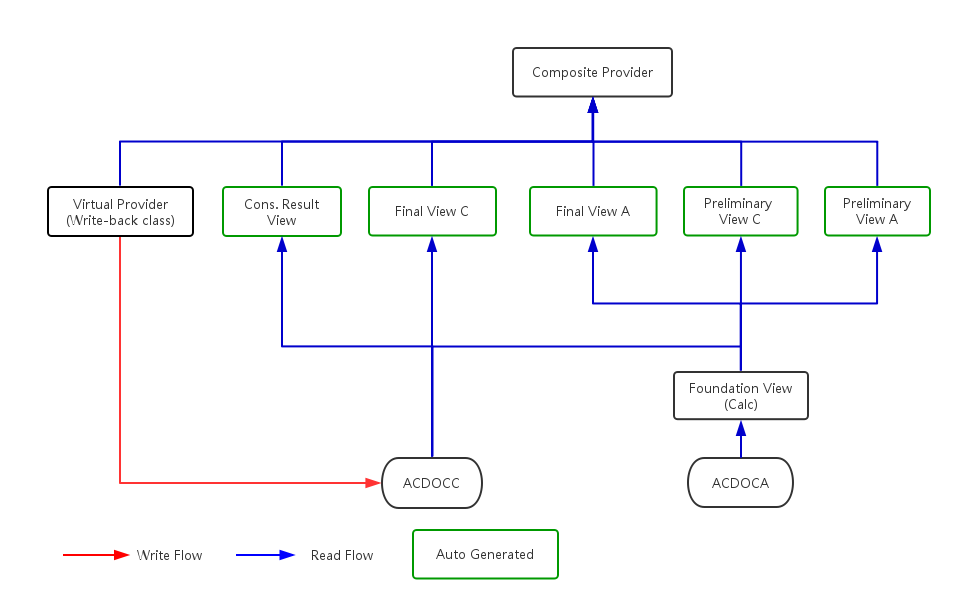 Composite Provider
Virtual Provider
(Write-back class)
Cons. Result
View
Final View C
Final View A
Preliminary
View C
Preliminary
View A
Foundation View
(Calc)
ACDOCC
ACDOCA
Write Flow
Read Flow
Auto Generated